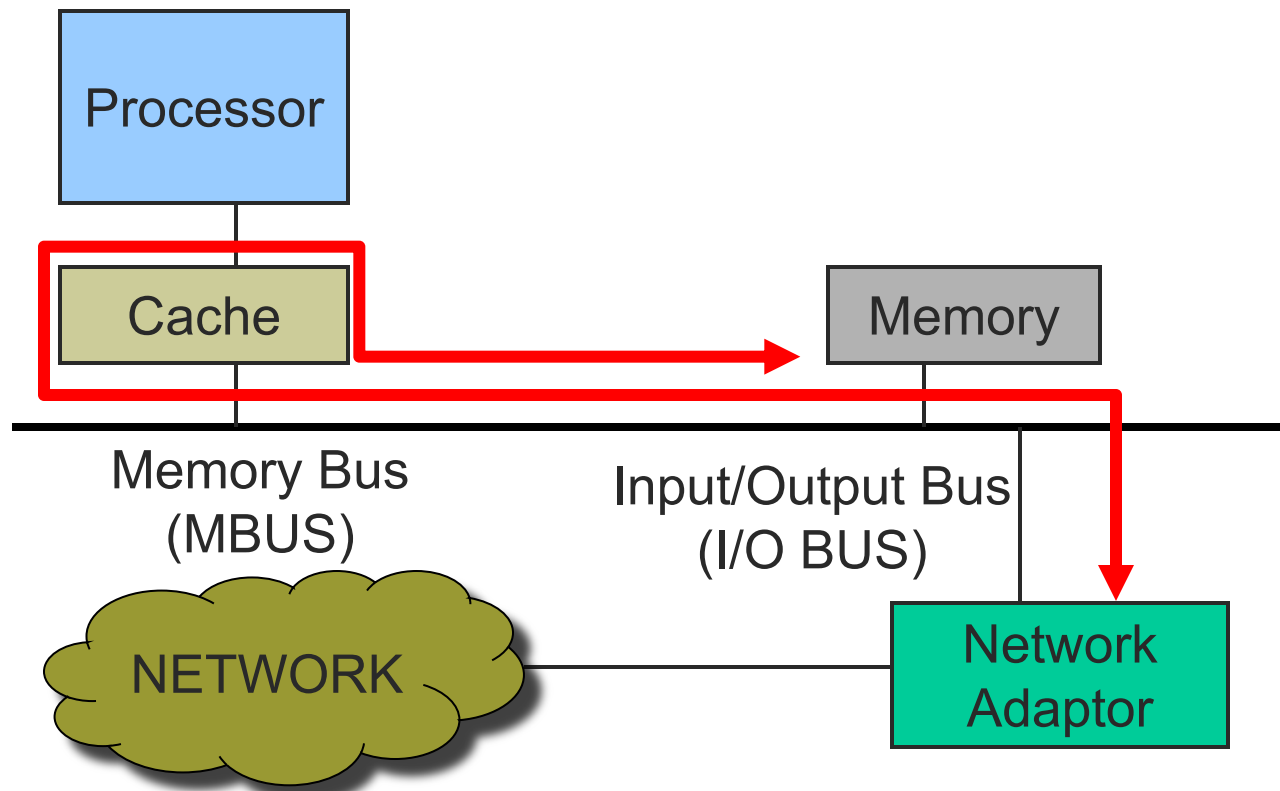 Processor
Cache
Memory
Memory Bus
(MBUS)
Input/Output Bus
(I/O BUS)
NETWORK
Network
Adaptor